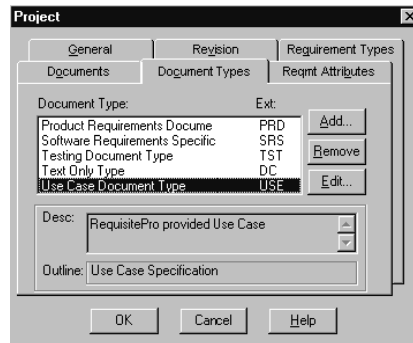 Project
General Revision Requirement Types
Documents Document Types Reqmt Attributes
Document Type: Ext:
Product Requirements Docume PRD
Software Requirements Specific SRS
Testing Document Type TST
Text Only Type DC
Use Case Document Type USE
Add...
Remove
Edit...
Desc: RequisitePro provided Use Case
Outline: Use Case Specification
OK Cancel Help